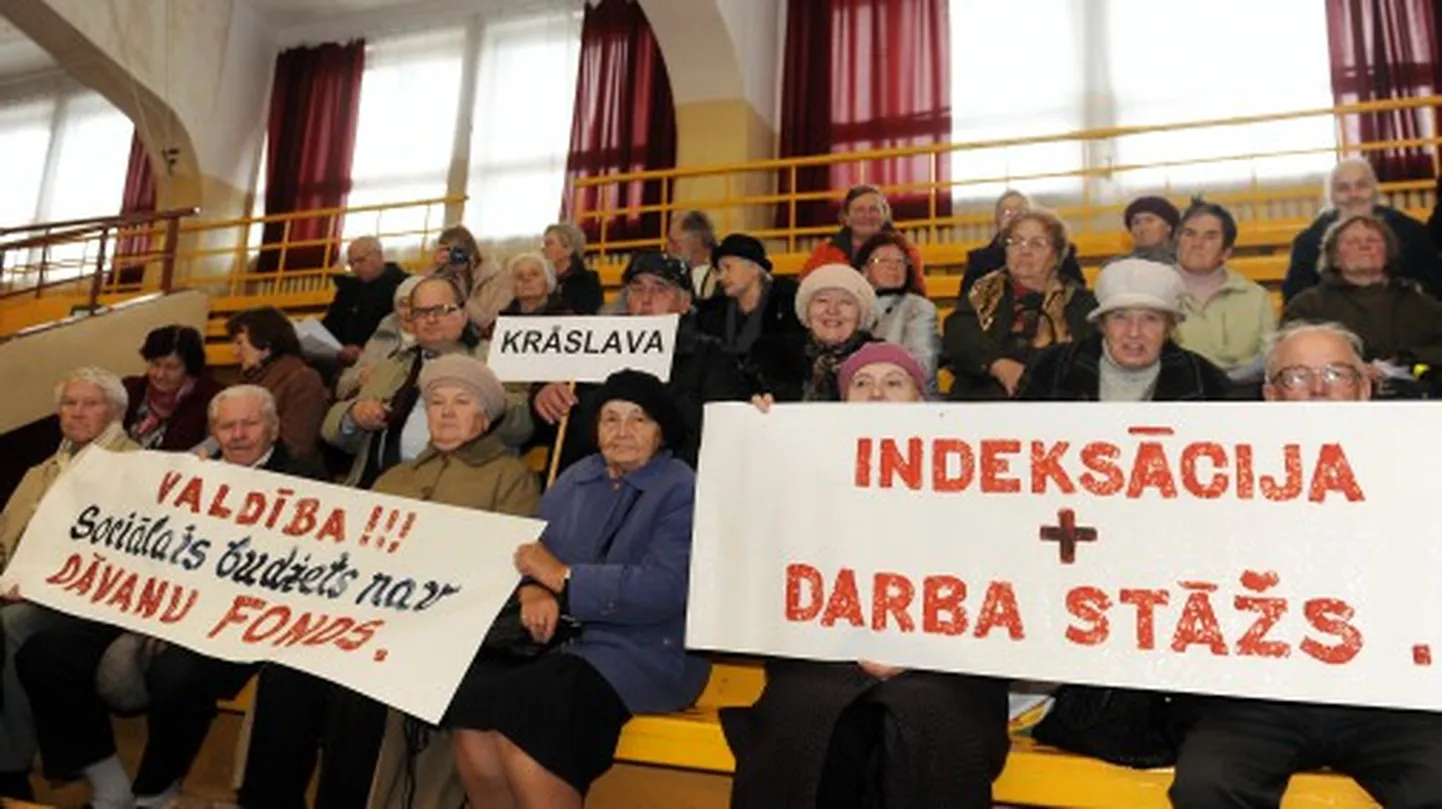 KRĀSLAVA
VALDĪBA!!!
Sociālais budžets nav
DĀVANU FONDS.
INDEKSĀCIJA
+
DARBA STĀŽS.